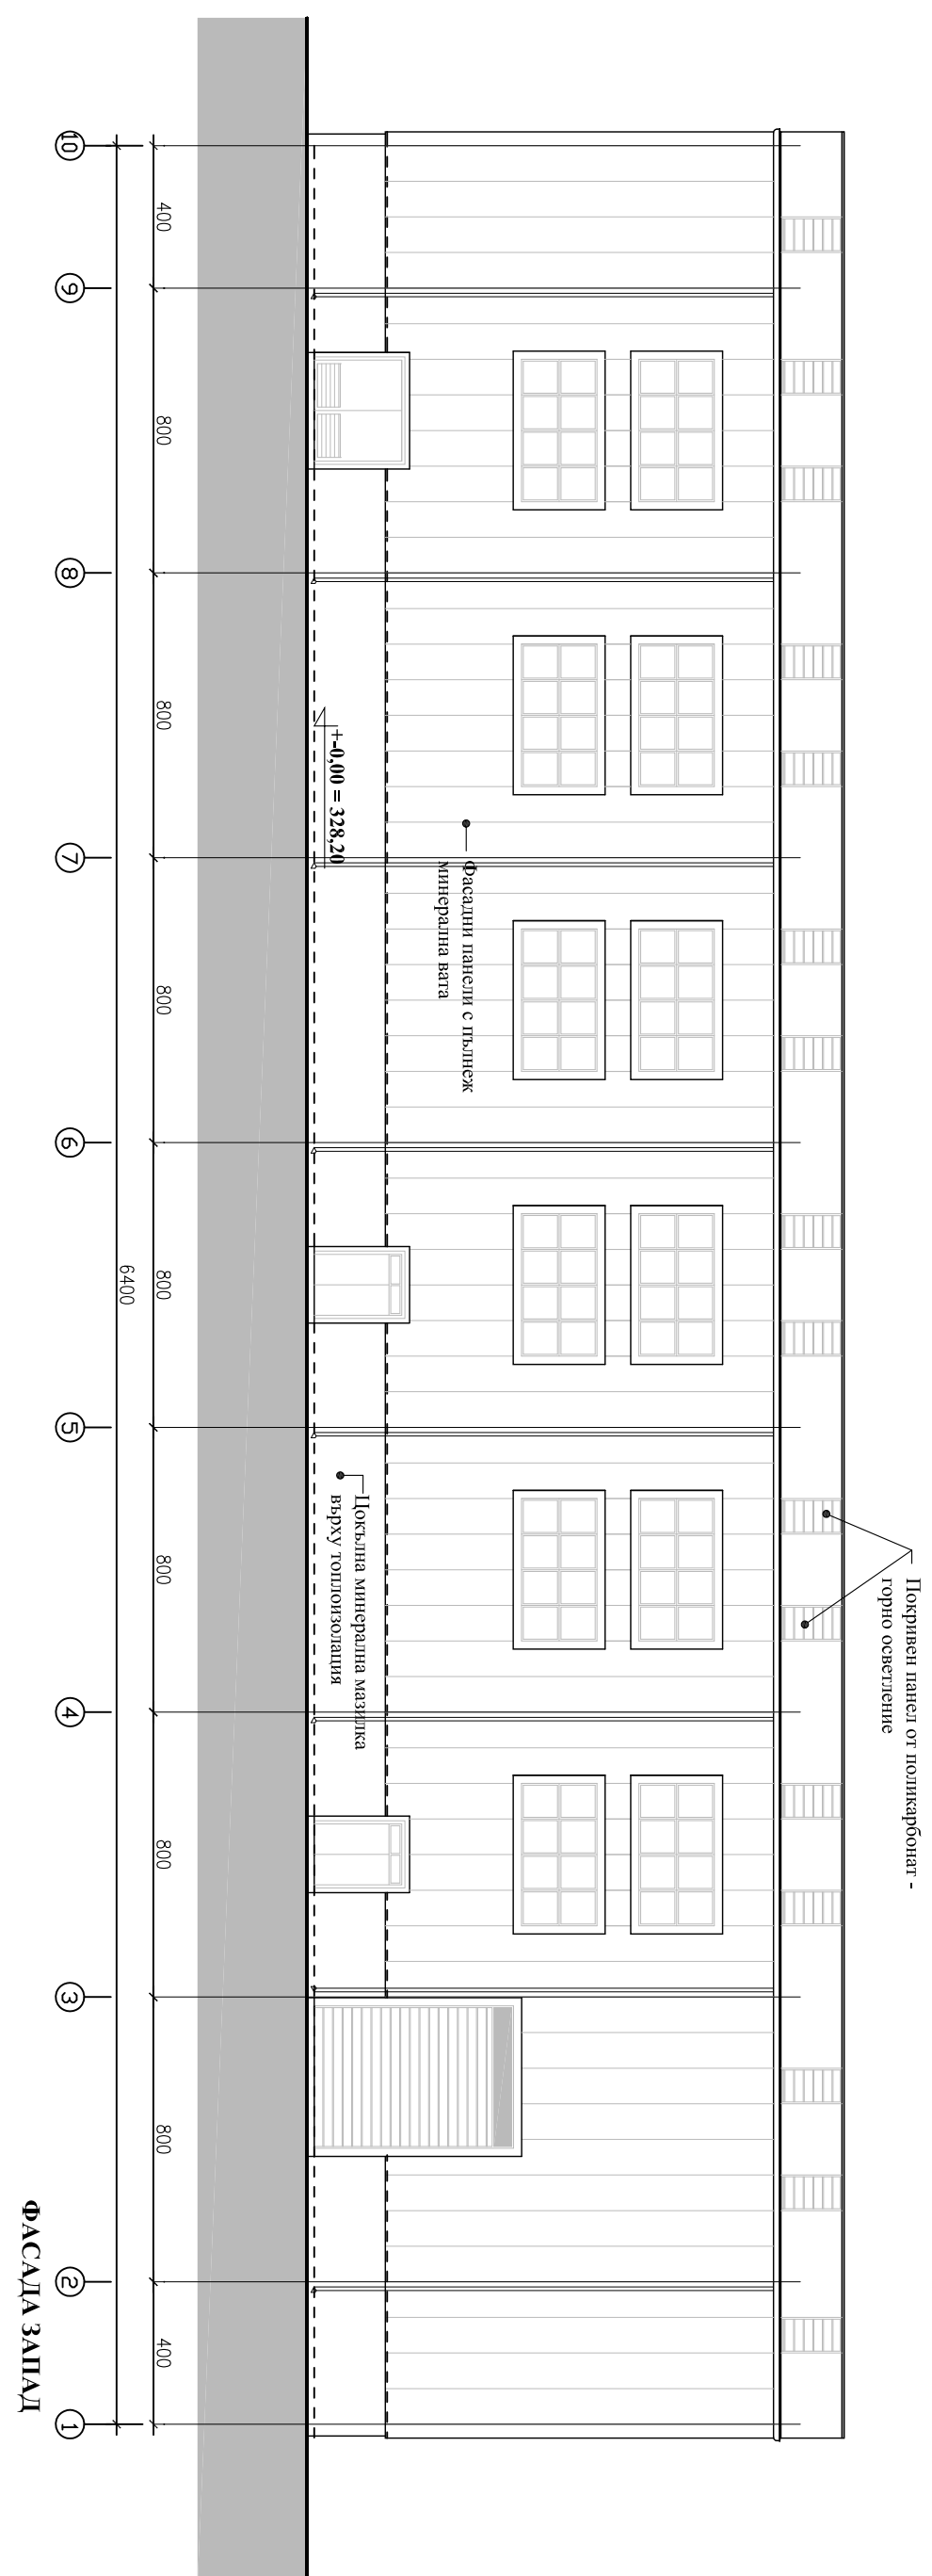 Покривен панел от поликарбонат -
горно осветление
Фасадни панели с пълнеж
минерална вата
Цокълна минерална мазилка
върху топлоизолация
+-0,00 = 328,20
400
800
800
800
800
800
800
800
400
6400
10
9
8
7
6
5
4
3
2
1
ФАСАДА ЗАПАД